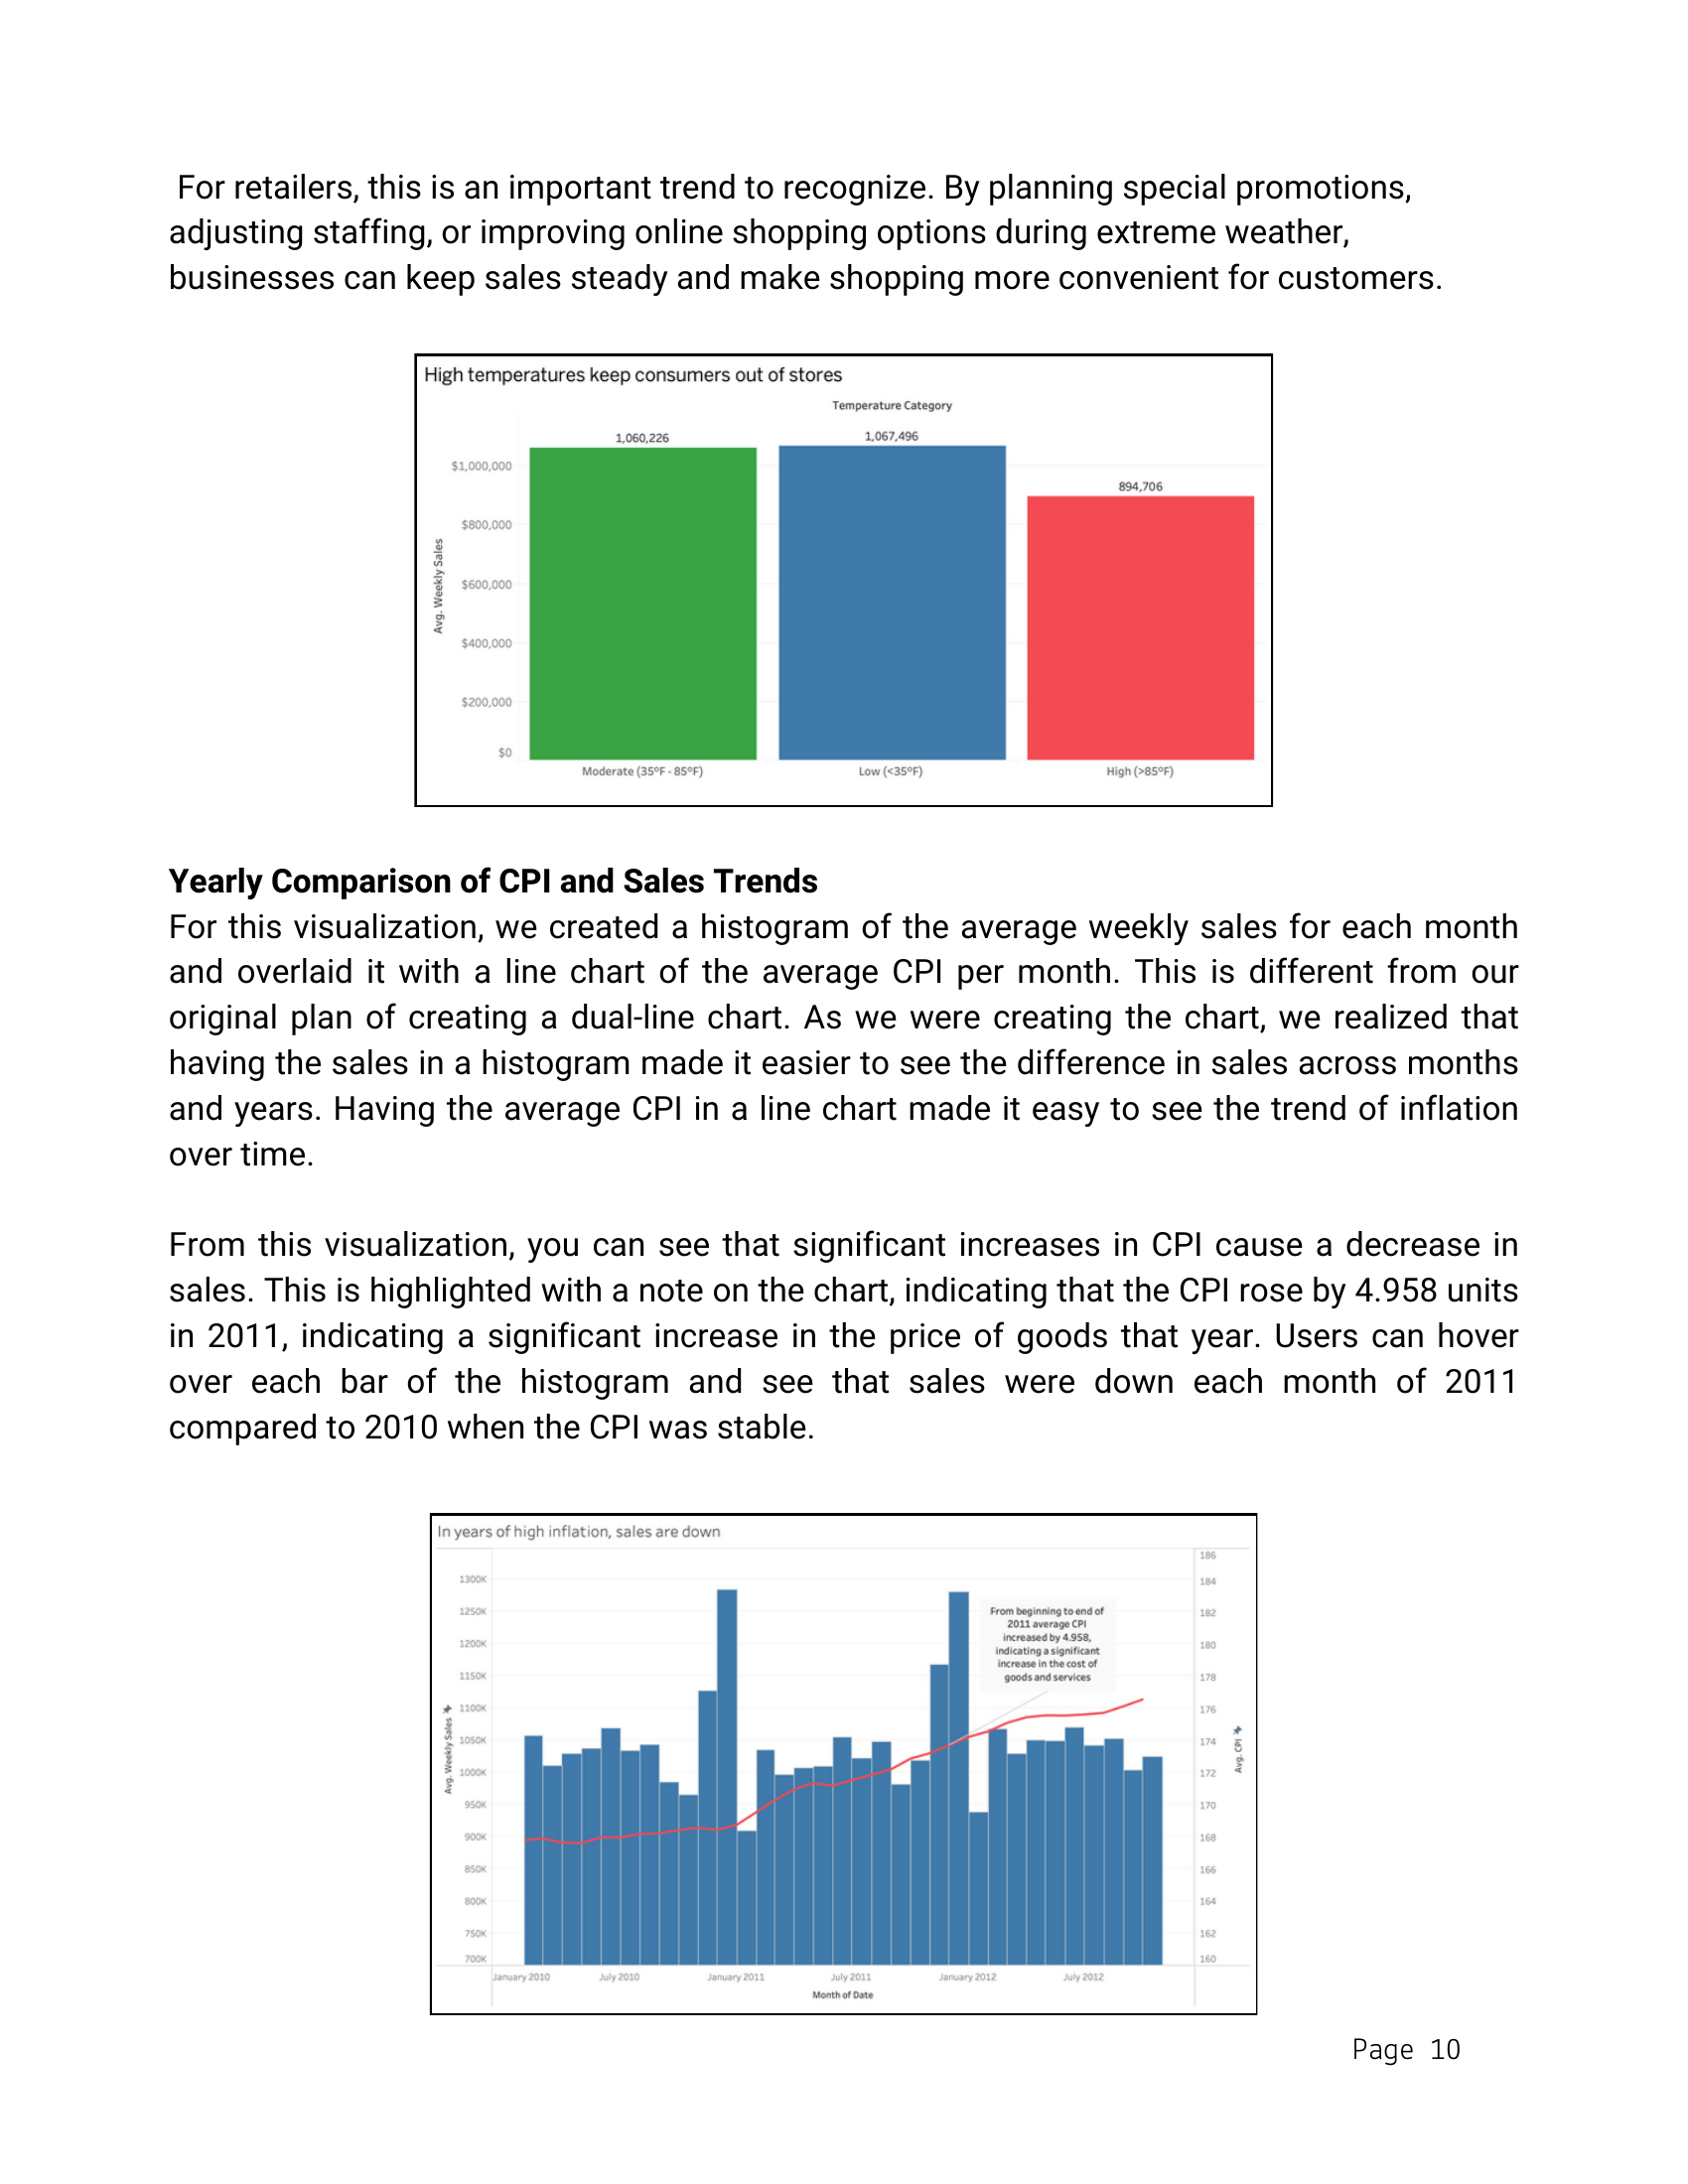 For retailers, this is an important trend to recognize. By planning special promotions,
adjusting staffing, or improving online shopping options during extreme weather,
businesses can keep sales steady and make shopping more convenient for customers.
High temperatures keep consumers out of stores
Temperature Category
1,060,226
1,067,496
894,706
$1,000,000
$800,000
$600,000
$400,000
$200,000
$0
Avg. Weekly Sales
Moderate (35°F - 85°F)
Low (<35°F)
High (>85°F)
Yearly Comparison of CPI and Sales Trends
For this visualization, we created a histogram of the average weekly sales for each month
and overlaid it with a line chart of the average CPI per month. This is different from our
original plan of creating a dual-line chart. As we were creating the chart, we realized that
having the sales in a histogram made it easier to see the difference in sales across months
and years. Having the average CPI in a line chart made it easy to see the trend of inflation
over time.
From this visualization, you can see that significant increases in CPI cause a decrease in
sales. This is highlighted with a note on the chart, indicating that the CPI rose by 4.958 units
in 2011, indicating a significant increase in the price of goods that year. Users can hover
over each bar of the histogram and see that sales were down each month of 2011
compared to 2010 when the CPI was stable.
In years of high inflation, sales are down
1300K
1250K
1200K
1150K
1100K
1050K
1000K
950K
900K
850K
800K
750K
700K
Avg. Weekly Sales
From beginning to end of
2011 average CPI
increased by 4.958,
indicating a significant
increase in the cost of
goods and services
186
184
182
180
178
176
174
172
170
168
166
164
162
160
Avg. CPI
January 2010
July 2010
January 2011
July 2011
January 2012
July 2012
Month of Date
Page 10